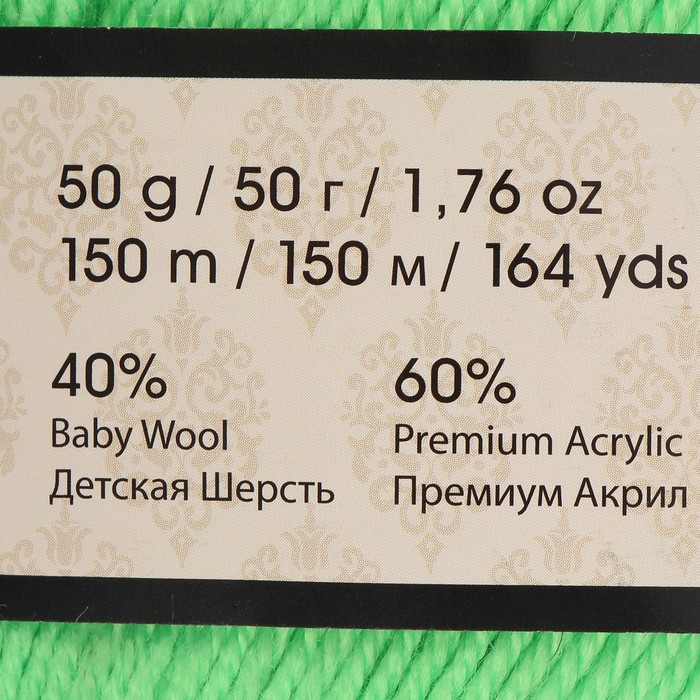 50 g / 50 г / 1,76 oz
150 m / 150 м / 164 yds
40%
Baby Wool
Детская Шерсть
60%
Premium Acrylic
Премиум Акрил